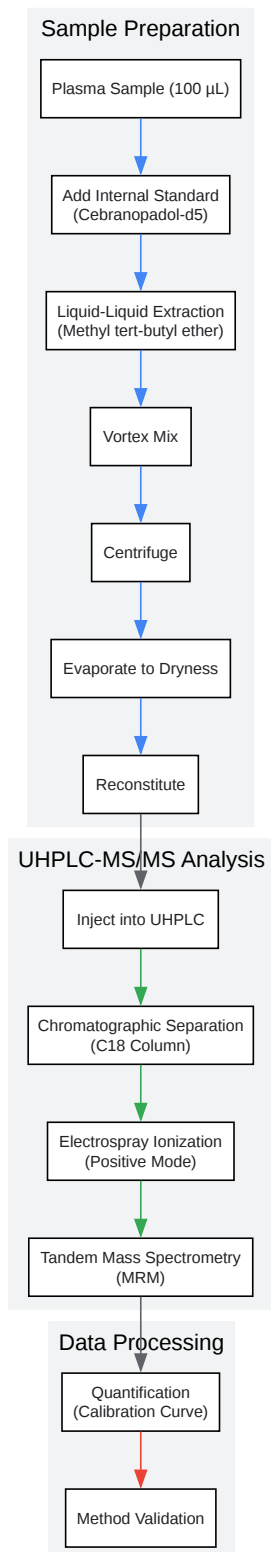 Sample Preparation
Plasma Sample (100 µL)
Add Internal Standard
(Cebranopadol-d5)
Liquid-Liquid Extraction
(Methyl tert-butyl ether)
Vortex Mix
Centrifuge
Evaporate to Dryness
Reconstitute
UHPLC-MS/MS Analysis
Inject into UHPLC
Chromatographic Separation
(C18 Column)
Electrospray Ionization
(Positive Mode)
Tandem Mass Spectrometry
(MRM)
Data Processing
Quantification
(Calibration Curve)
Method Validation